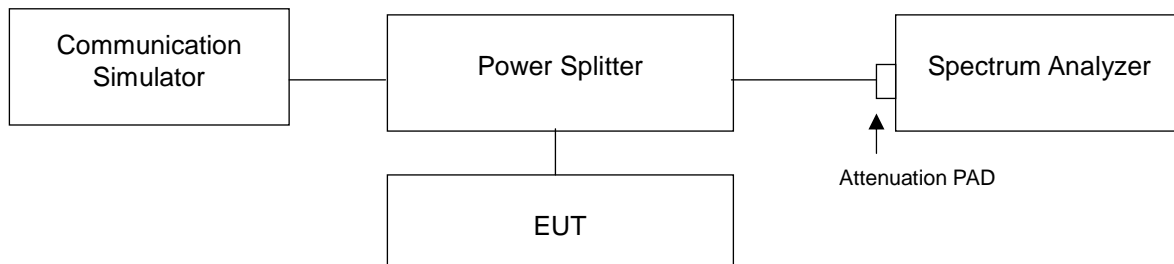 Communication
Simulator
Power Splitter
Spectrum Analyzer
Attenuation PAD
EUT